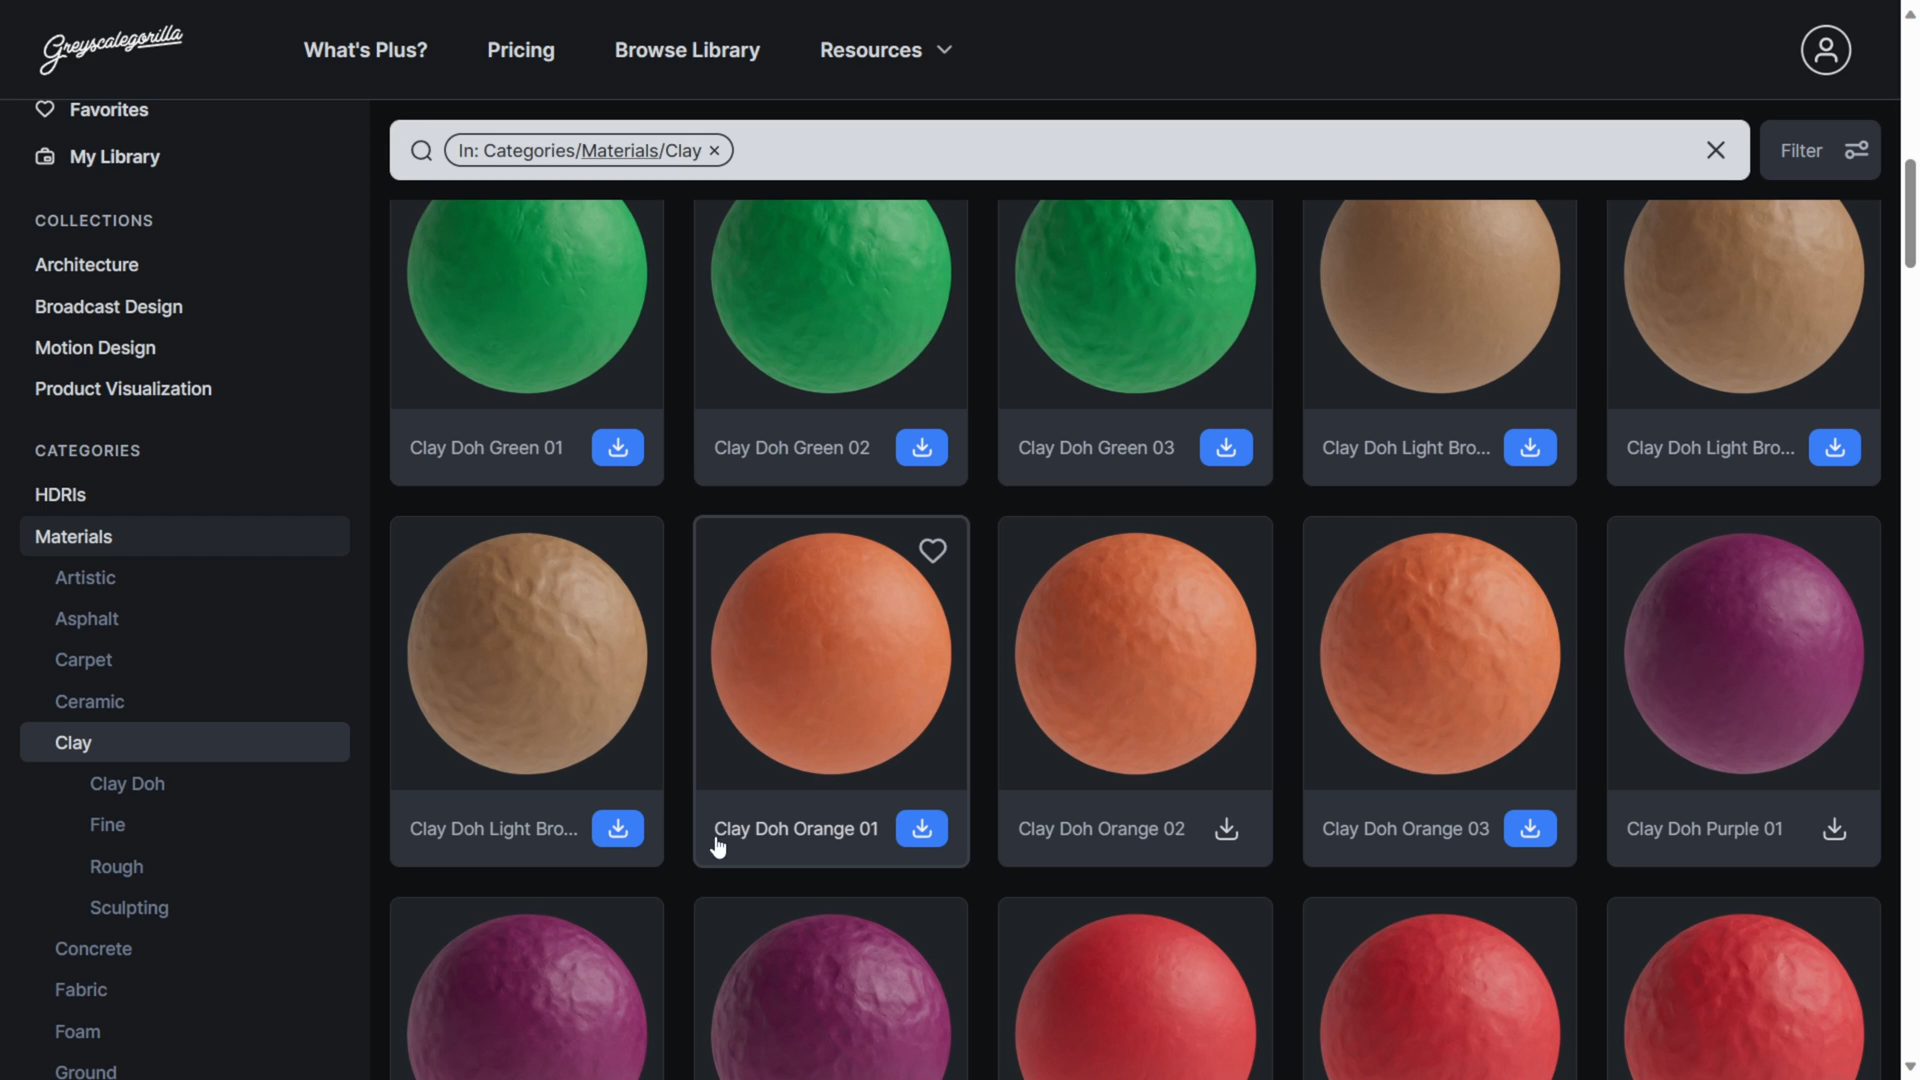 Greyscalegorilla
What's Plus?
Pricing
Browse Library
Resources
Favorites
My Library
COLLECTIONS
Architecture
Broadcast Design
Motion Design
Product Visualization
CATEGORIES
HDRIs
Materials
Artistic
Asphalt
Carpet
Ceramic
Clay
Clay Doh
Fine
Rough
Sculpting
Concrete
Fabric
Foam
Ground
In: Categories/Materials/Clay ×
Filter
Clay Doh Green 01
Clay Doh Green 02
Clay Doh Green 03
Clay Doh Light Bro...
Clay Doh Light Bro...
Clay Doh Light Bro...
Clay Doh Orange 01
Clay Doh Orange 02
Clay Doh Orange 03
Clay Doh Purple 01